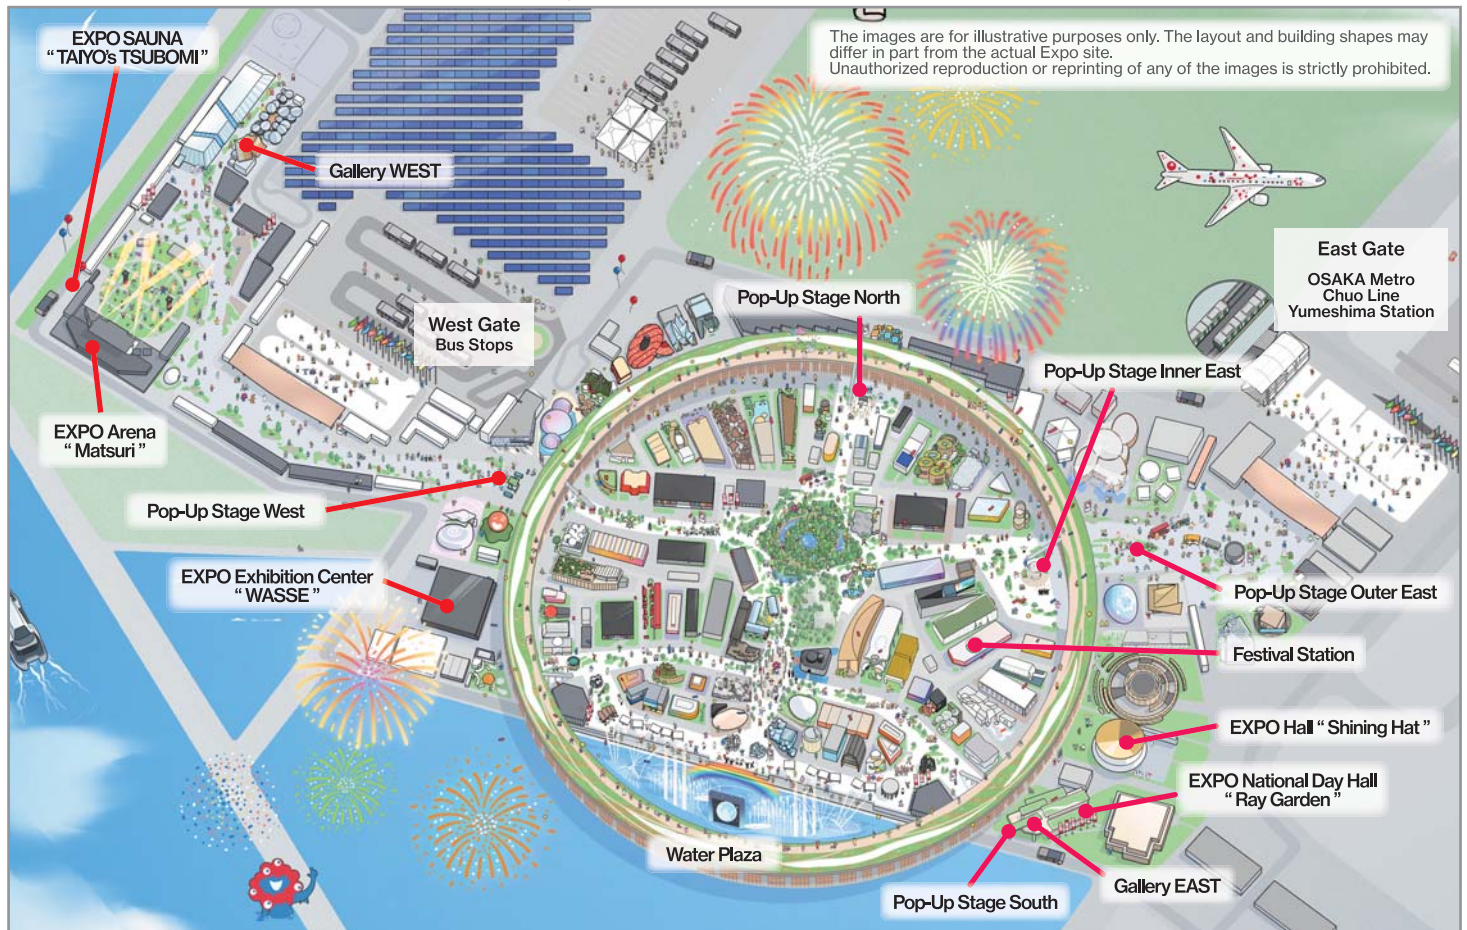 EXPO SAUNA
“ TAIYO’s TSUBOMI ”
The images are for illustrative purposes only. The layout and building shapes may
differ in part from the actual Expo site.
Unauthorized reproduction or reprinting of any of the images is strictly prohibited.
Gallery WEST
East Gate
OSAKA Metro
Chuo Line
Yumeshima Station
Pop-Up Stage North
West Gate
Bus Stops
Pop-Up Stage Inner East
EXPO Arena
“ Matsuri ”
Pop-Up Stage West
EXPO Exhibition Center
“ WASSE ”
Pop-Up Stage Outer East
Festival Station
EXPO Hall “ Shining Hat ”
EXPO National Day Hall
“ Ray Garden ”
Water Plaza
Gallery EAST
Pop-Up Stage South